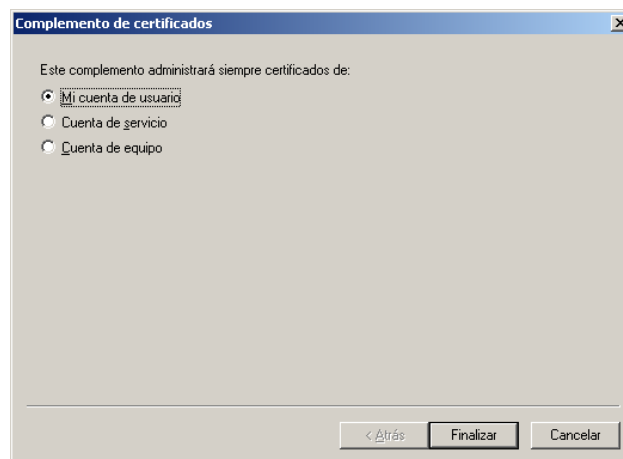 Complemento de certificados
Este complemento administrará siempre certificados de:
Mi cuenta de usuario
Cuenta de servicio
Cuenta de equipo
< Atrás Finalizar Cancelar